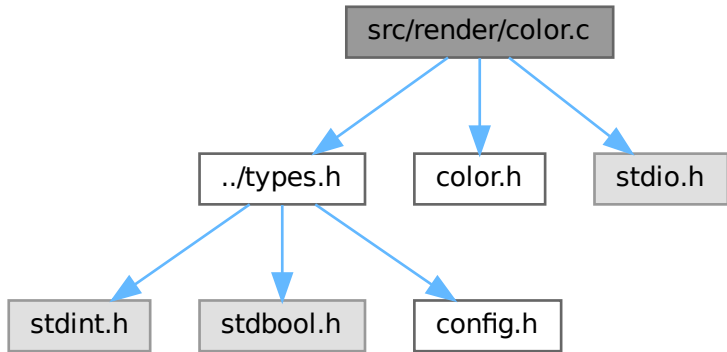 src/render/color.c
../types.h
color.h
stdio.h
stdint.h
stdbool.h
config.h